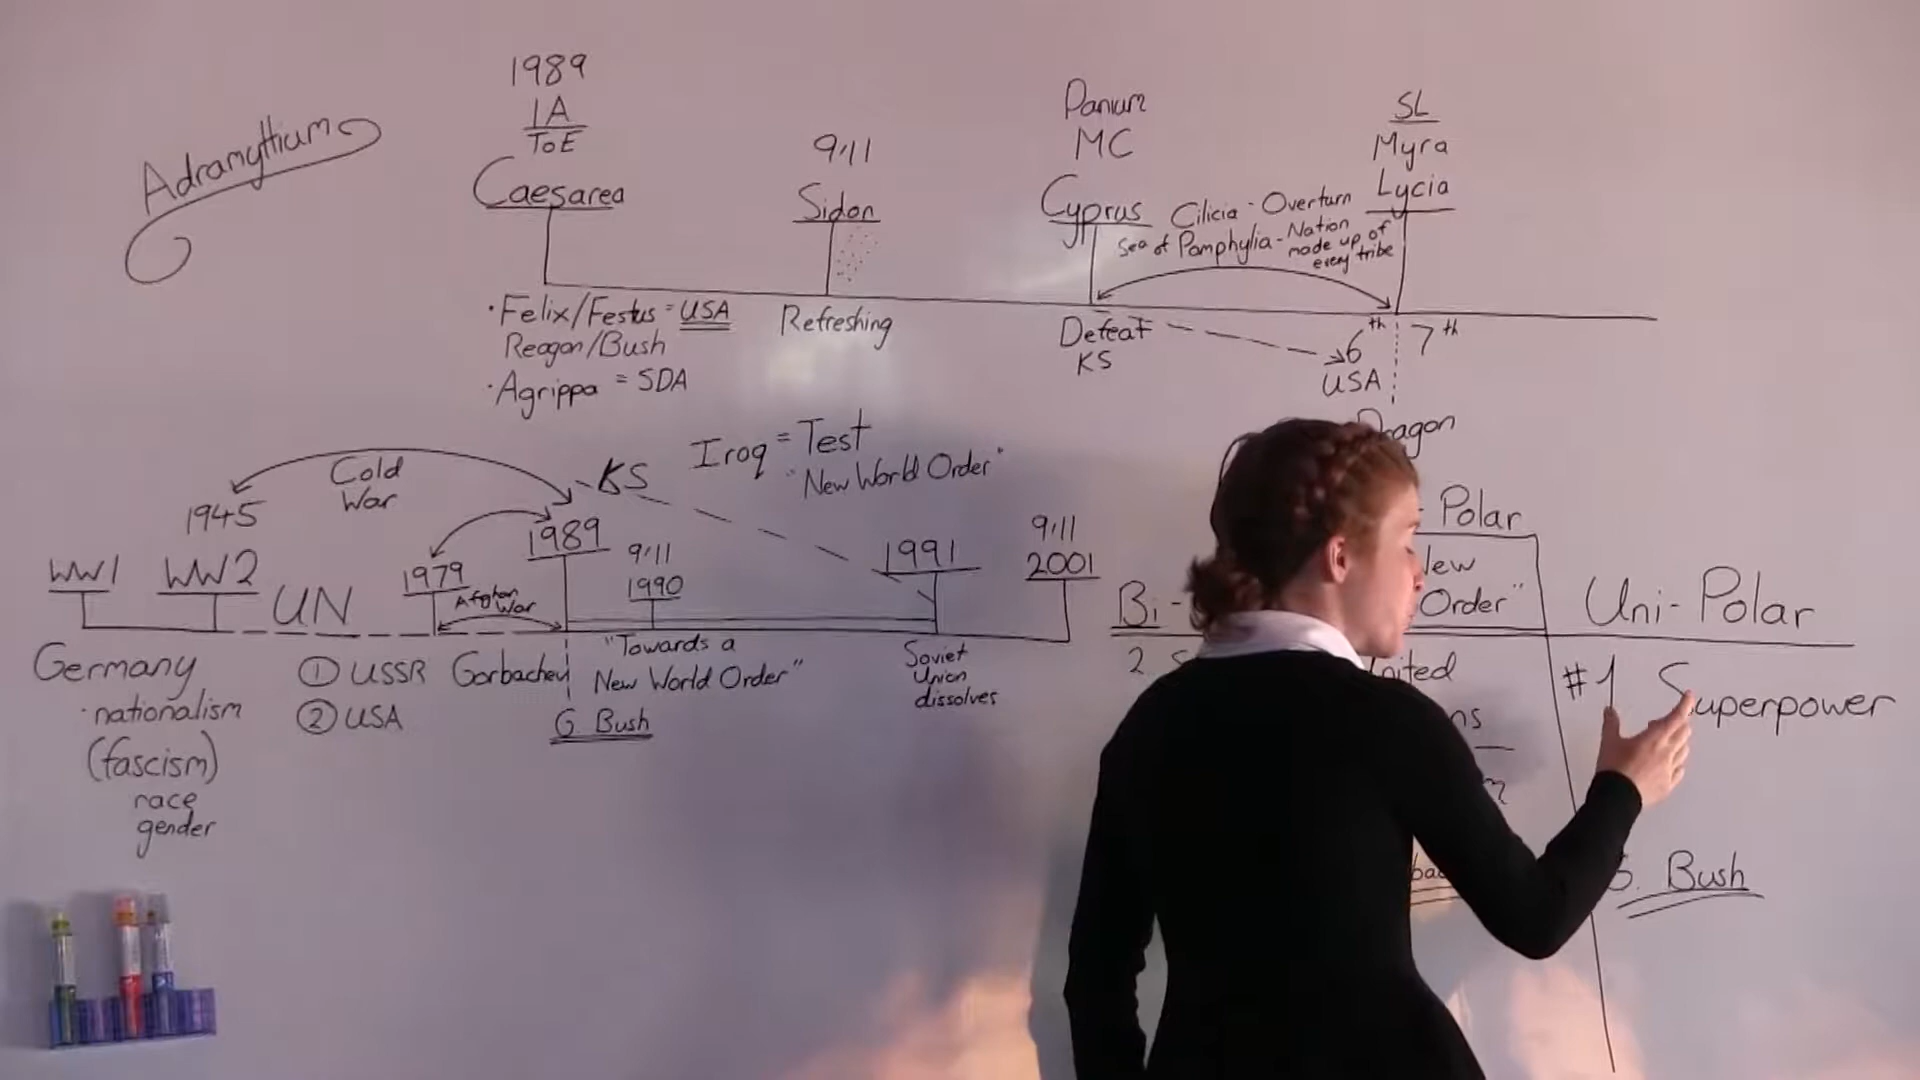 Adramyttium
1989
1A
ToE
Caesarea
9/11
Sidon
Panium
MC
Cyprus
Cilicia - Overturn
Sea of Pamphylia - Nation
made up of
every tribe
SL
Myra
Lycia
· Felix/Festus = USA
Reagan/Bush
· Agrippa = SDA
Refreshing
Defeat
KS
6th
USA
7th
Dragon
Cold
War
KS
Iraq = Test
"New World Order"
1945
WW1
WW2
UN
1979
Afghan
War
1989
9/11
1990
1991
9/11
2001
Germany
· nationalism
(fascism)
race
gender
① USSR Gorbachev
② USA
"Towards a
New World Order"
G. Bush
Soviet
Union
dissolves
Bi-
2
Polar
Order"
Uni-Polar
#1 Superpower
G. Bush